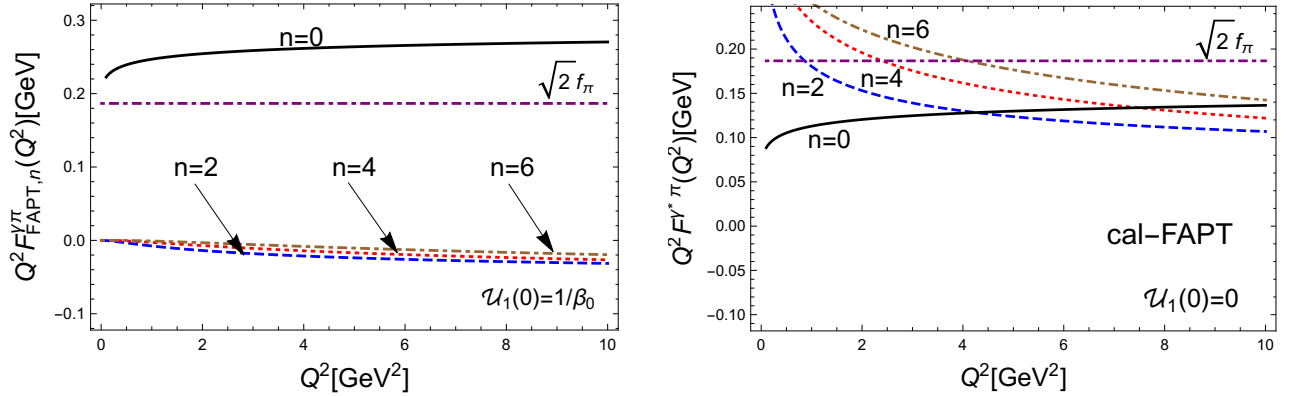 0.3
0.2
0.1
0.0
-0.1
0 2 4 6 8 10
Q²F^{γπ}_{FAPT,n}(Q²)[GeV]
Q²[GeV²]
n=0
√2 fπ
n=2 n=4 n=6
𝒰₁(0)=1/β₀
0.20
0.15
0.10
0.05
0.00
-0.05
-0.10
0 2 4 6 8 10
Q²F^{γ* π}(Q²)[GeV]
Q²[GeV²]
n=6
√2 fπ
n=2 n=4
n=0
cal-FAPT
𝒰₁(0)=0